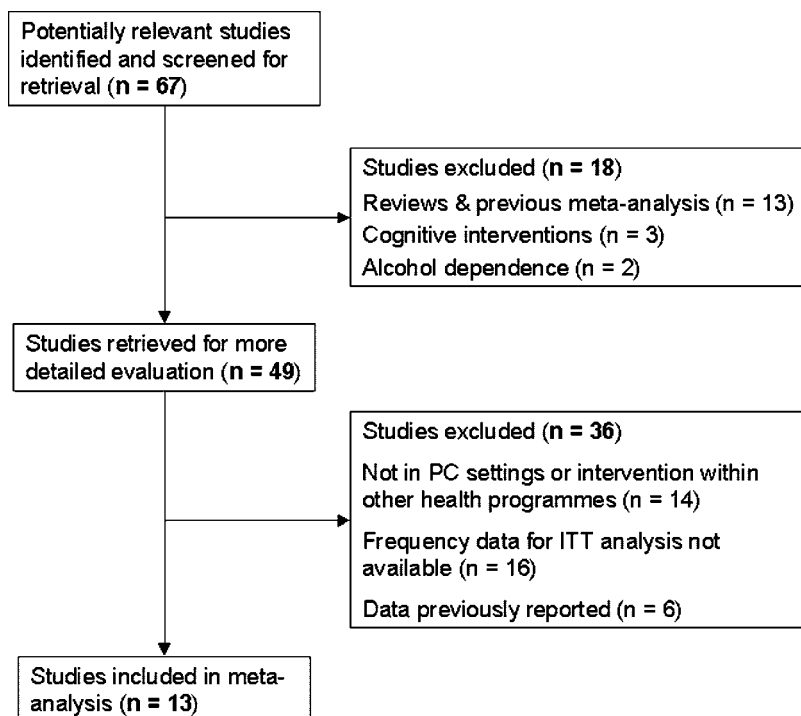 Potentially relevant studies
identified and screened for
retrieval (n = 67)
Studies excluded (n = 18)
Reviews & previous meta-analysis (n = 13)
Cognitive interventions (n = 3)
Alcohol dependence (n = 2)
Studies retrieved for more
detailed evaluation (n = 49)
Studies excluded (n = 36)
Not in PC settings or intervention within
other health programmes (n = 14)
Frequency data for ITT analysis not
available (n = 16)
Data previously reported (n = 6)
Studies included in meta-
analysis (n = 13)